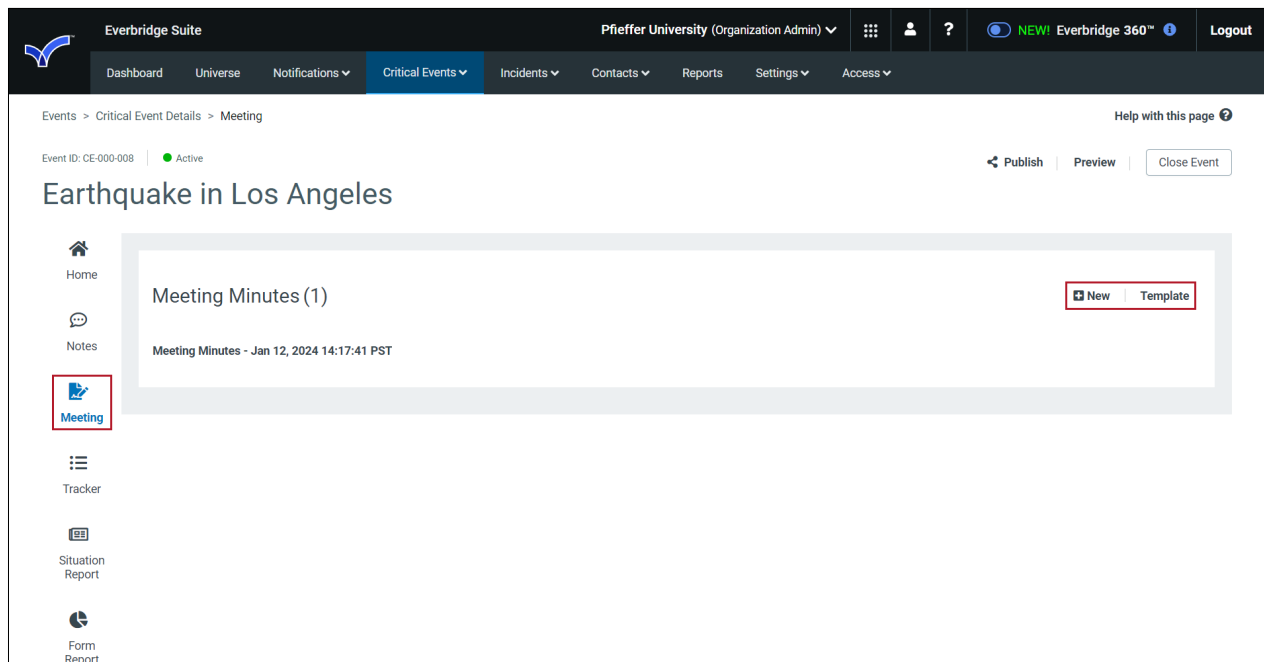 Everbridge Suite
Pfieffer University (Organization Admin)
?
NEW! Everbridge 360™
Logout
Dashboard Universe Notifications Critical Events Incidents Contacts Reports Settings Access
Events > Critical Event Details > Meeting
Help with this page ?
Event ID: CE-000-008 Active
Publish Preview Close Event
Earthquake in Los Angeles
Home
Meeting Minutes (1)
New Template
Notes
Meeting Minutes - Jan 12, 2024 14:17:41 PST
Meeting
Tracker
Situation
Report
Form
Report